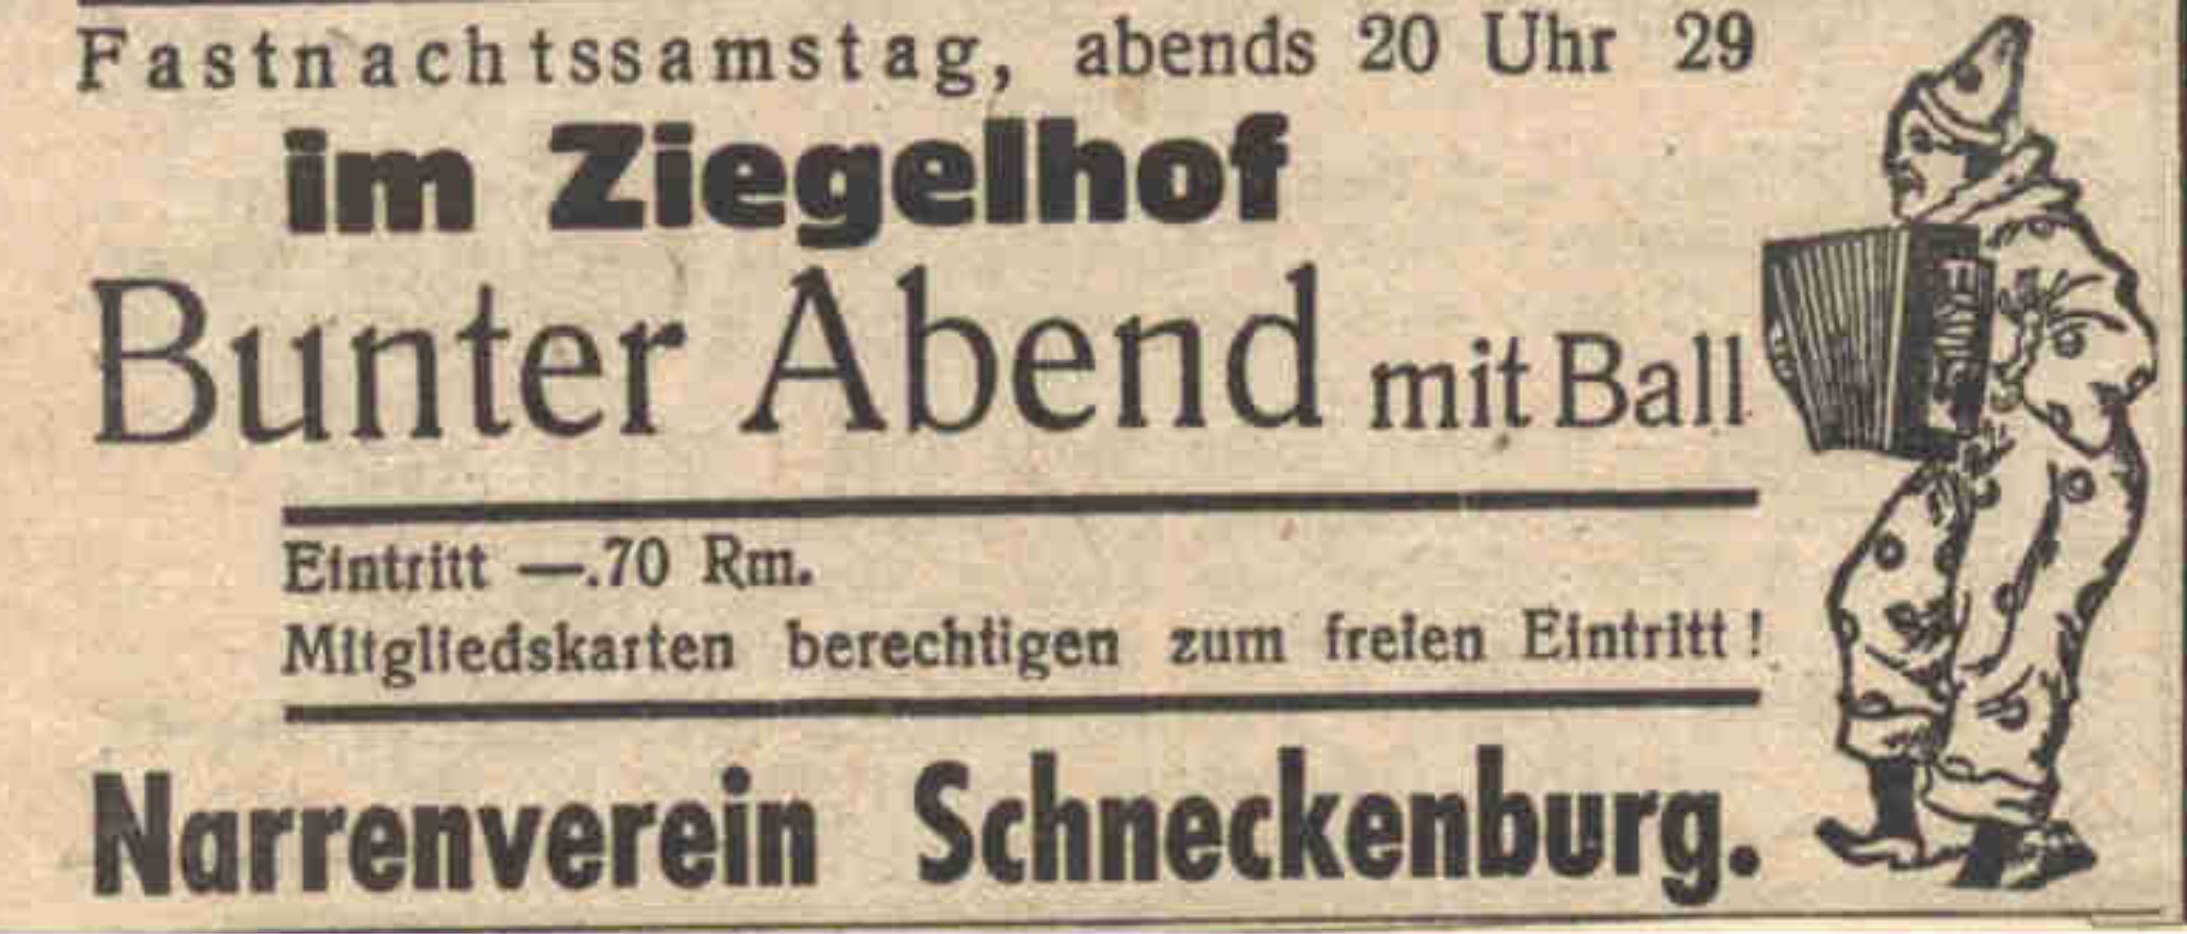 Fastnachtssamstag, abends 20 Uhr 29
im Ziegelhof
Bunter Abend mit Ball
Eintritt —.70 Rm.
Mitgliedskarten berechtigen zum freien Eintritt!
Narrenverein Schneckenburg.